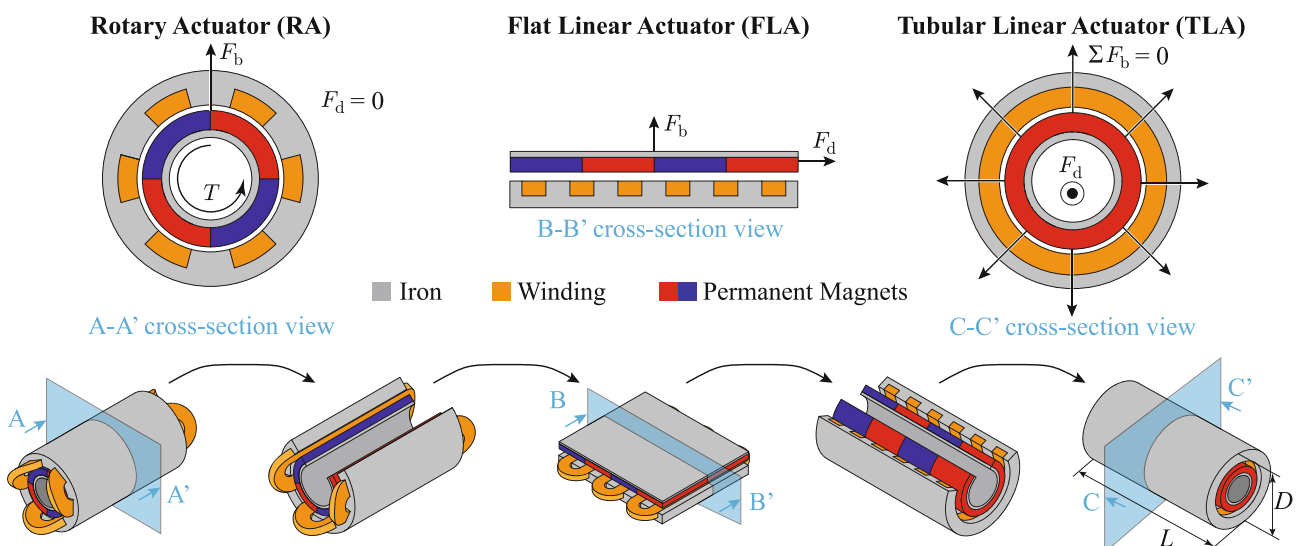 Rotary Actuator (RA)
Flat Linear Actuator (FLA)
Tubular Linear Actuator (TLA)
F_b
F_d = 0
T
F_b
F_d
ΣF_b = 0
F_d
B-B’ cross-section view
Iron
Winding
Permanent Magnets
A-A’ cross-section view
C-C’ cross-section view
A
A’
B
B’
C’
C
L
D